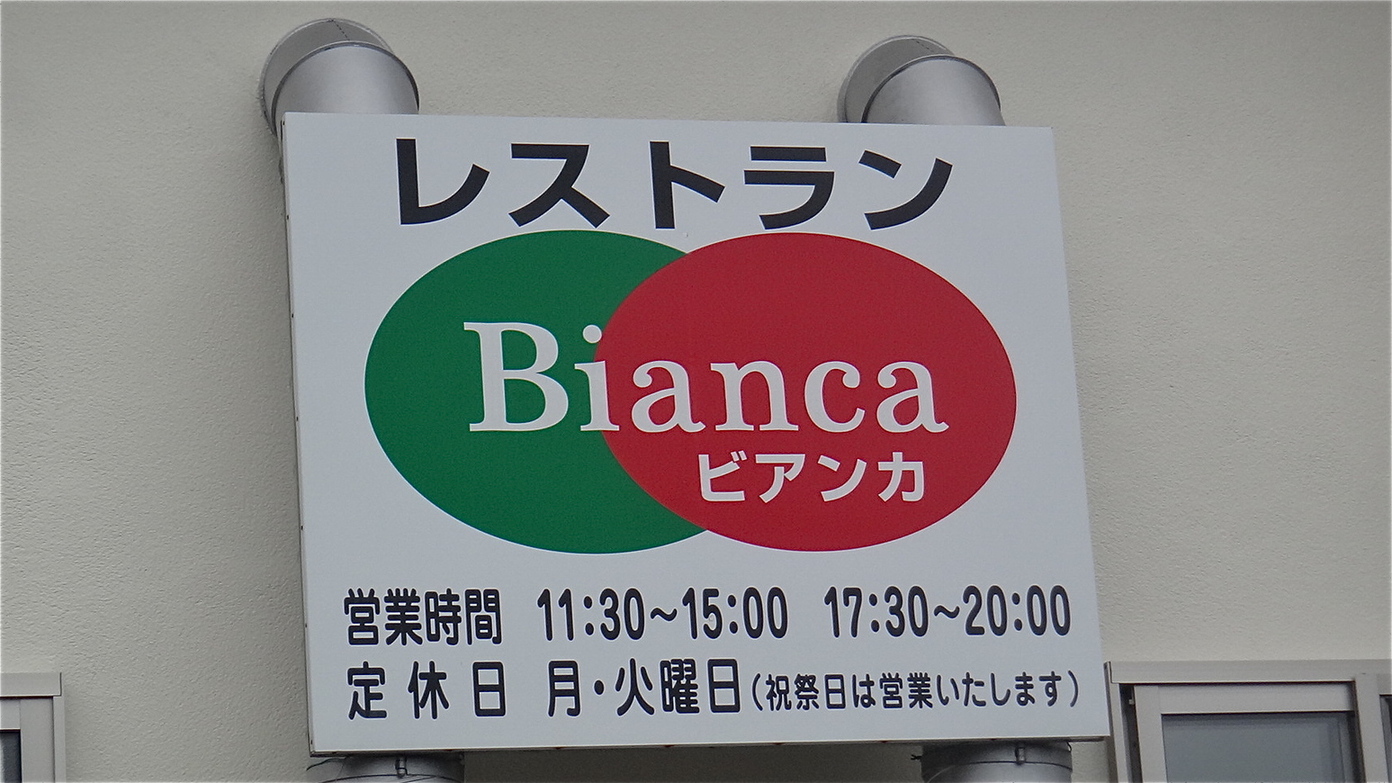 レストラン
Bianca
ビアンカ
営業時間 11:30～15:00 17:30～20:00
定休日 月・火曜日(祝祭日は営業いたします)